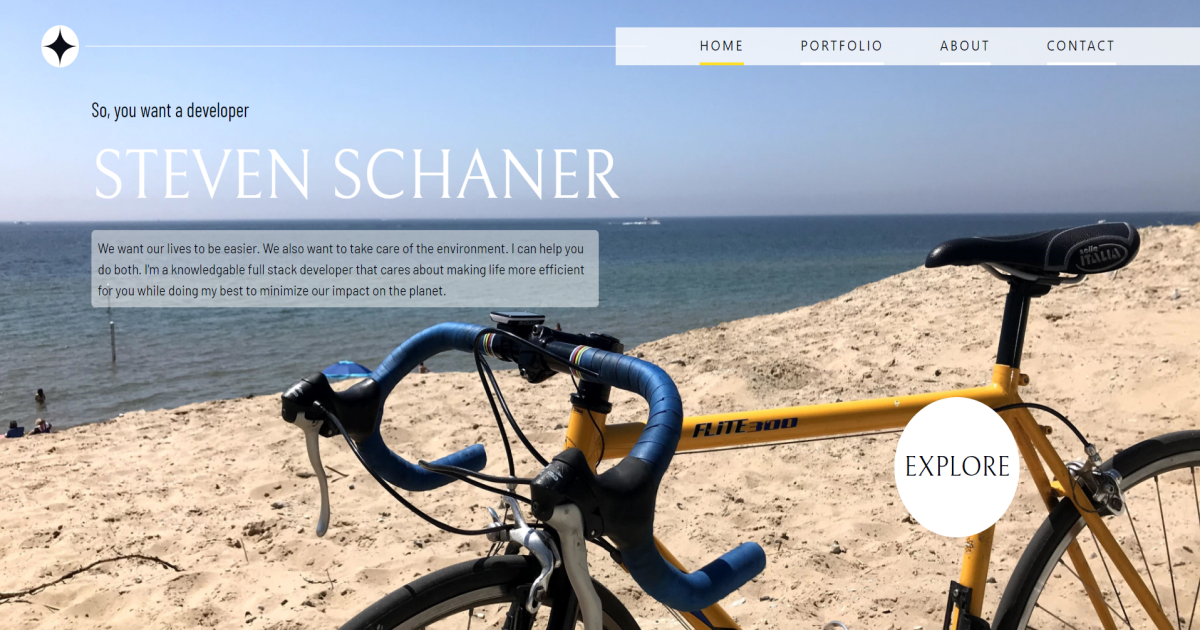 HOME PORTFOLIO ABOUT CONTACT
So, you want a developer
STEVEN SCHANER
We want our lives to be easier. We also want to take care of the environment. I can help you
do both. I'm a knowledgable full stack developer that cares about making life more efficient
for you while doing my best to minimize our impact on the planet.
selle
ITALIA
FLiTE300
EXPLORE